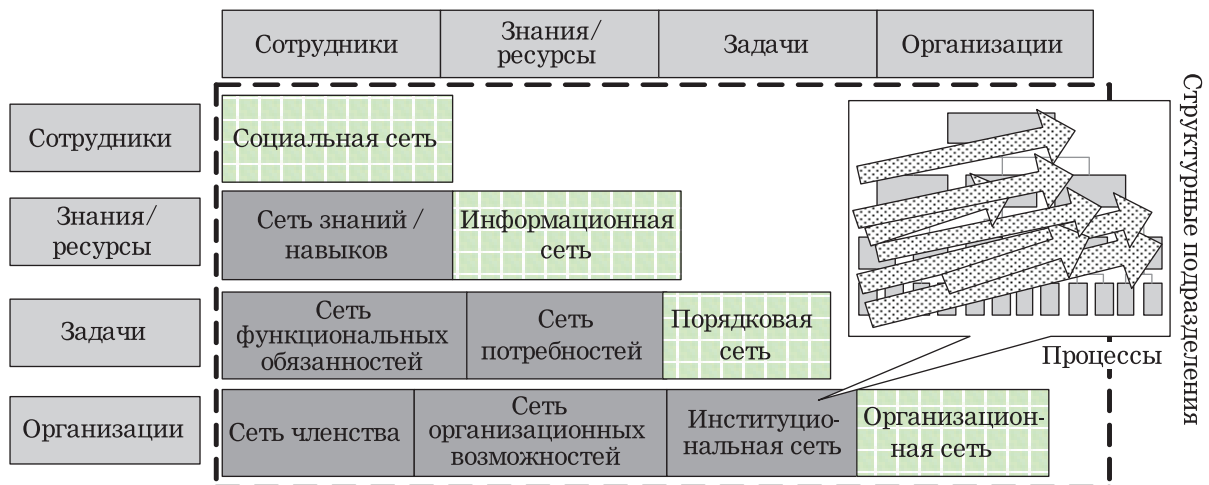 Сотрудники
Знания/
ресурсы
Задачи
Организации
Сотрудники
Социальная сеть
Знания/
ресурсы
Сеть знаний /
навыков
Информационная
сеть
Задачи
Сеть
функциональных
обязанностей
Сеть
потребностей
Порядковая
сеть
Организации
Сеть членства
Сеть
организационных
возможностей
Институцио-
нальная сеть
Организацион-
ная сеть
Процессы
Структурные подразделения